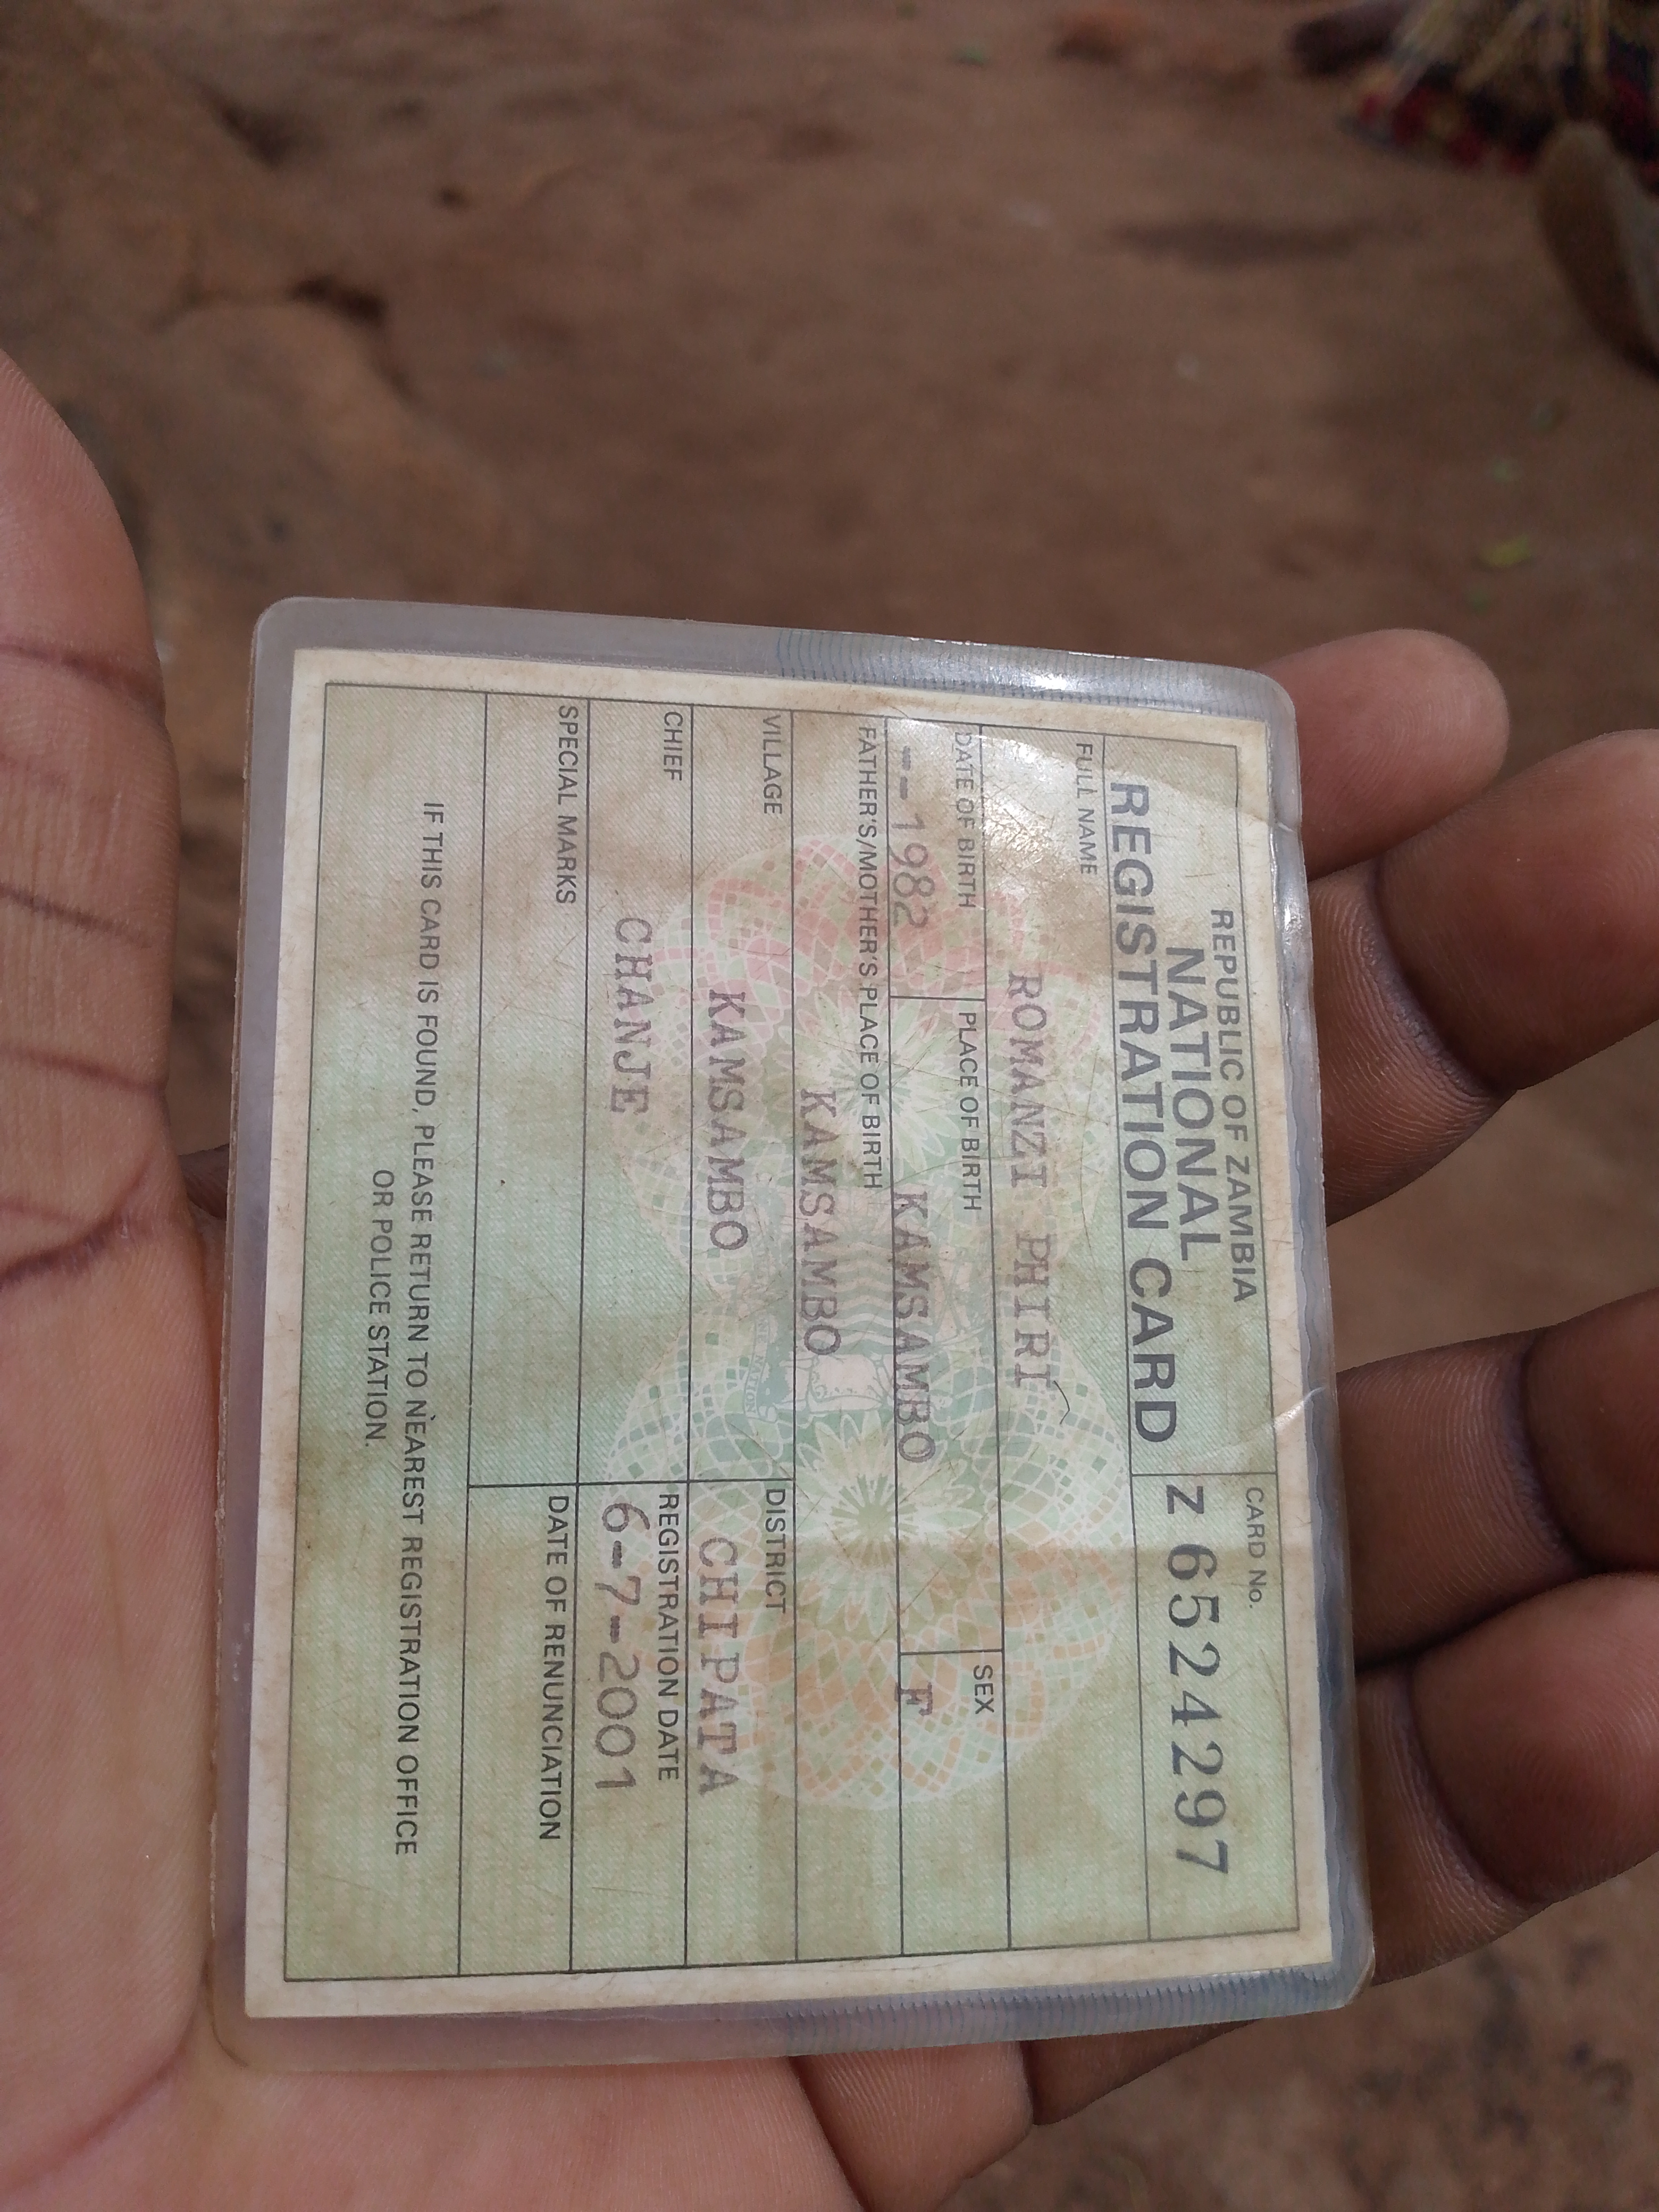 REPUBLIC OF ZAMBIA
NATIONAL
REGISTRATION CARD
CARD No.
Z 6524297
FULL NAME
ROMANZI PHIRI
DATE OF BIRTH
--1982
PLACE OF BIRTH
KAMSAMBO
SEX
F
FATHER'S/MOTHER'S PLACE OF BIRTH
KAMSAMBO
VILLAGE
KAMSAMBO
DISTRICT
CHIPATA
CHIEF
CHANJE
REGISTRATION DATE
6-7-2001
SPECIAL MARKS
DATE OF RENUNCIATION
IF THIS CARD IS FOUND, PLEASE RETURN TO NEAREST REGISTRATION OFFICE
OR POLICE STATION.